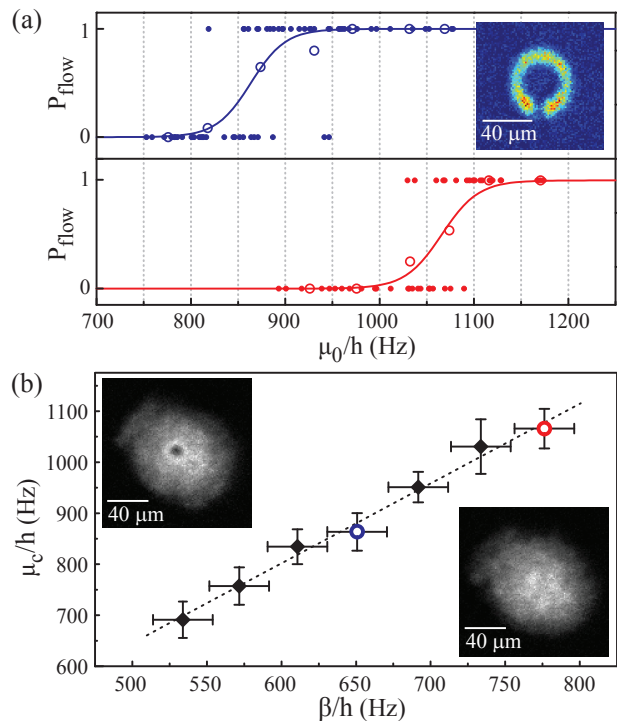 (a)
1
P_flow
0
40 μm
1
P_flow
0
700 800 900 1000 1100 1200
μ₀/h (Hz)
(b)
1100
1000
900
800
700
600
μ_c/h (Hz)
40 μm
40 μm
500 550 600 650 700 750 800
β/h (Hz)